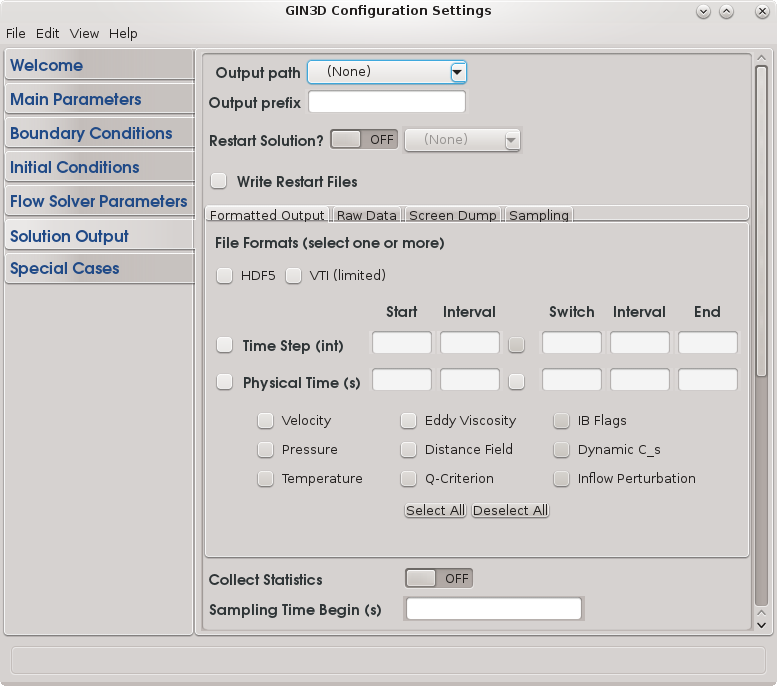 GIN3D Configuration Settings
File Edit View Help
Welcome
Main Parameters
Boundary Conditions
Initial Conditions
Flow Solver Parameters
Solution Output
Special Cases
Output path (None)
Output prefix
Restart Solution? OFF (None)
Write Restart Files
Formatted Output Raw Data Screen Dump Sampling
File Formats (select one or more)
HDF5 VTI (limited)
Start Interval Switch Interval End
Time Step (int)
Physical Time (s)
Velocity Eddy Viscosity IB Flags
Pressure Distance Field Dynamic C_s
Temperature Q-Criterion Inflow Perturbation
Select All Deselect All
Collect Statistics OFF
Sampling Time Begin (s)